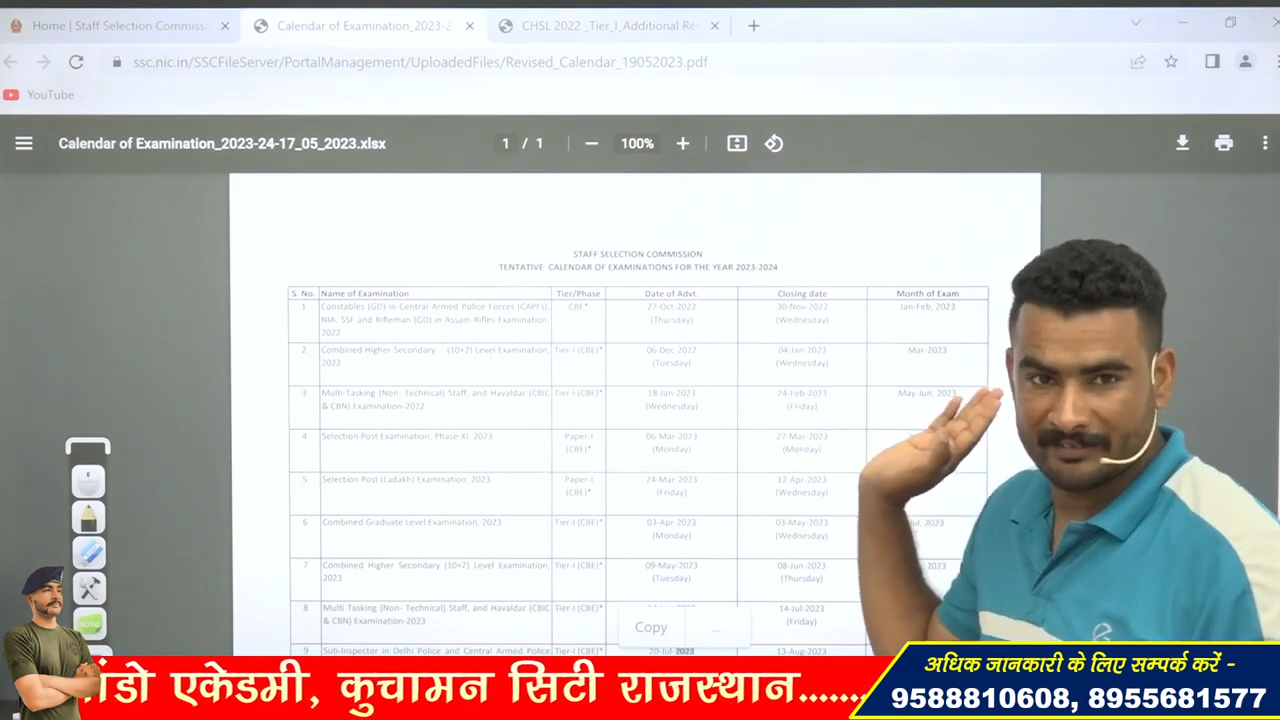 Home | Staff Selection Commissi
Calendar of Examination_2023-2
CHSL 2022 _Tier_I_Additional Res
ssc.nic.in/SSCFileServer/PortalManagement/UploadedFiles/Revised_Calendar_19052023.pdf
YouTube
Calendar of Examination_2023-24-17_05_2023.xlsx
1 / 1
100%
STAFF SELECTION COMMISSION
TENTATIVE CALENDAR OF EXAMINATIONS FOR THE YEAR 2023-2024
S. No. Name of Examination Tier/Phase Date of Advt. Closing date Month of Exam
1 Constables (GD) in Central Armed Police Forces (CAPFs), CBE* 27-Oct-2022 30-Nov-2022 Jan-Feb, 2023
NIA, SSF and Rifleman (GD) in Assam Rifles Examination, (Thursday) (Wednesday)
2022
2 Combined Higher Secondary (10+2) Level Examination, Tier-I (CBE)* 06-Dec-2022 04-Jan-2023 Mar 2023
2022 (Tuesday) (Wednesday)
3 Multi-Tasking (Non- Technical) Staff, and Havaldar (CBIC Tier-I (CBE)* 18-Jan-2023 24-Feb-2023 May-Jun, 2023
& CBN) Examination-2022 (Wednesday) (Friday)
4 Selection Post Examination, Phase-XI, 2023 Paper-I 06-Mar-2023 27-Mar-2023
(CBE)* (Monday) (Monday)
5 Selection Post (Ladakh) Examination, 2023 Paper-I 24-Mar-2023 12-Apr-2023
(CBE)* (Friday) (Wednesday)
6 Combined Graduate Level Examination, 2023 Tier-I (CBE)* 03-Apr-2023 03-May-2023 Jul, 2023
(Monday) (Wednesday)
7 Combined Higher Secondary (10+2) Level Examination, Tier-I (CBE)* 09-May-2023 08-Jun-2023
2023 (Tuesday) (Thursday)
8 Multi Tasking (Non- Technical) Staff, and Havaldar (CBIC Tier-I (CBE)* 14-Jul-2023
& CBN) Examination-2023 (Friday)
Copy ...
9 Sub-Inspector in Delhi Police and Central Armed Police Tier-I (CBE)* 20-Jul-2023 13-Aug-2023
Note
एकेडमी, कुचामन सिटी राजस्थान.......
अधिक जानकारी के लिए सम्पर्क करें -
9588810608, 8955681577